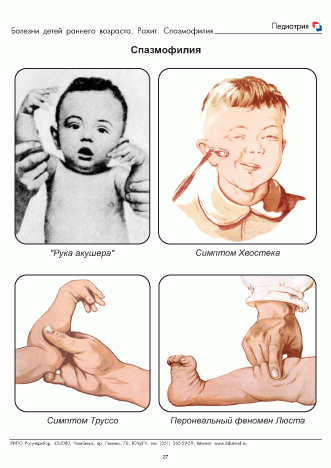 Педиатрия
Болезни детей раннего возраста. Рахит. Спазмофилия
Спазмофилия
"Рука акушера"
Симптом Хвостека
Симптом Труссо
Перонеальный феномен Люста
27